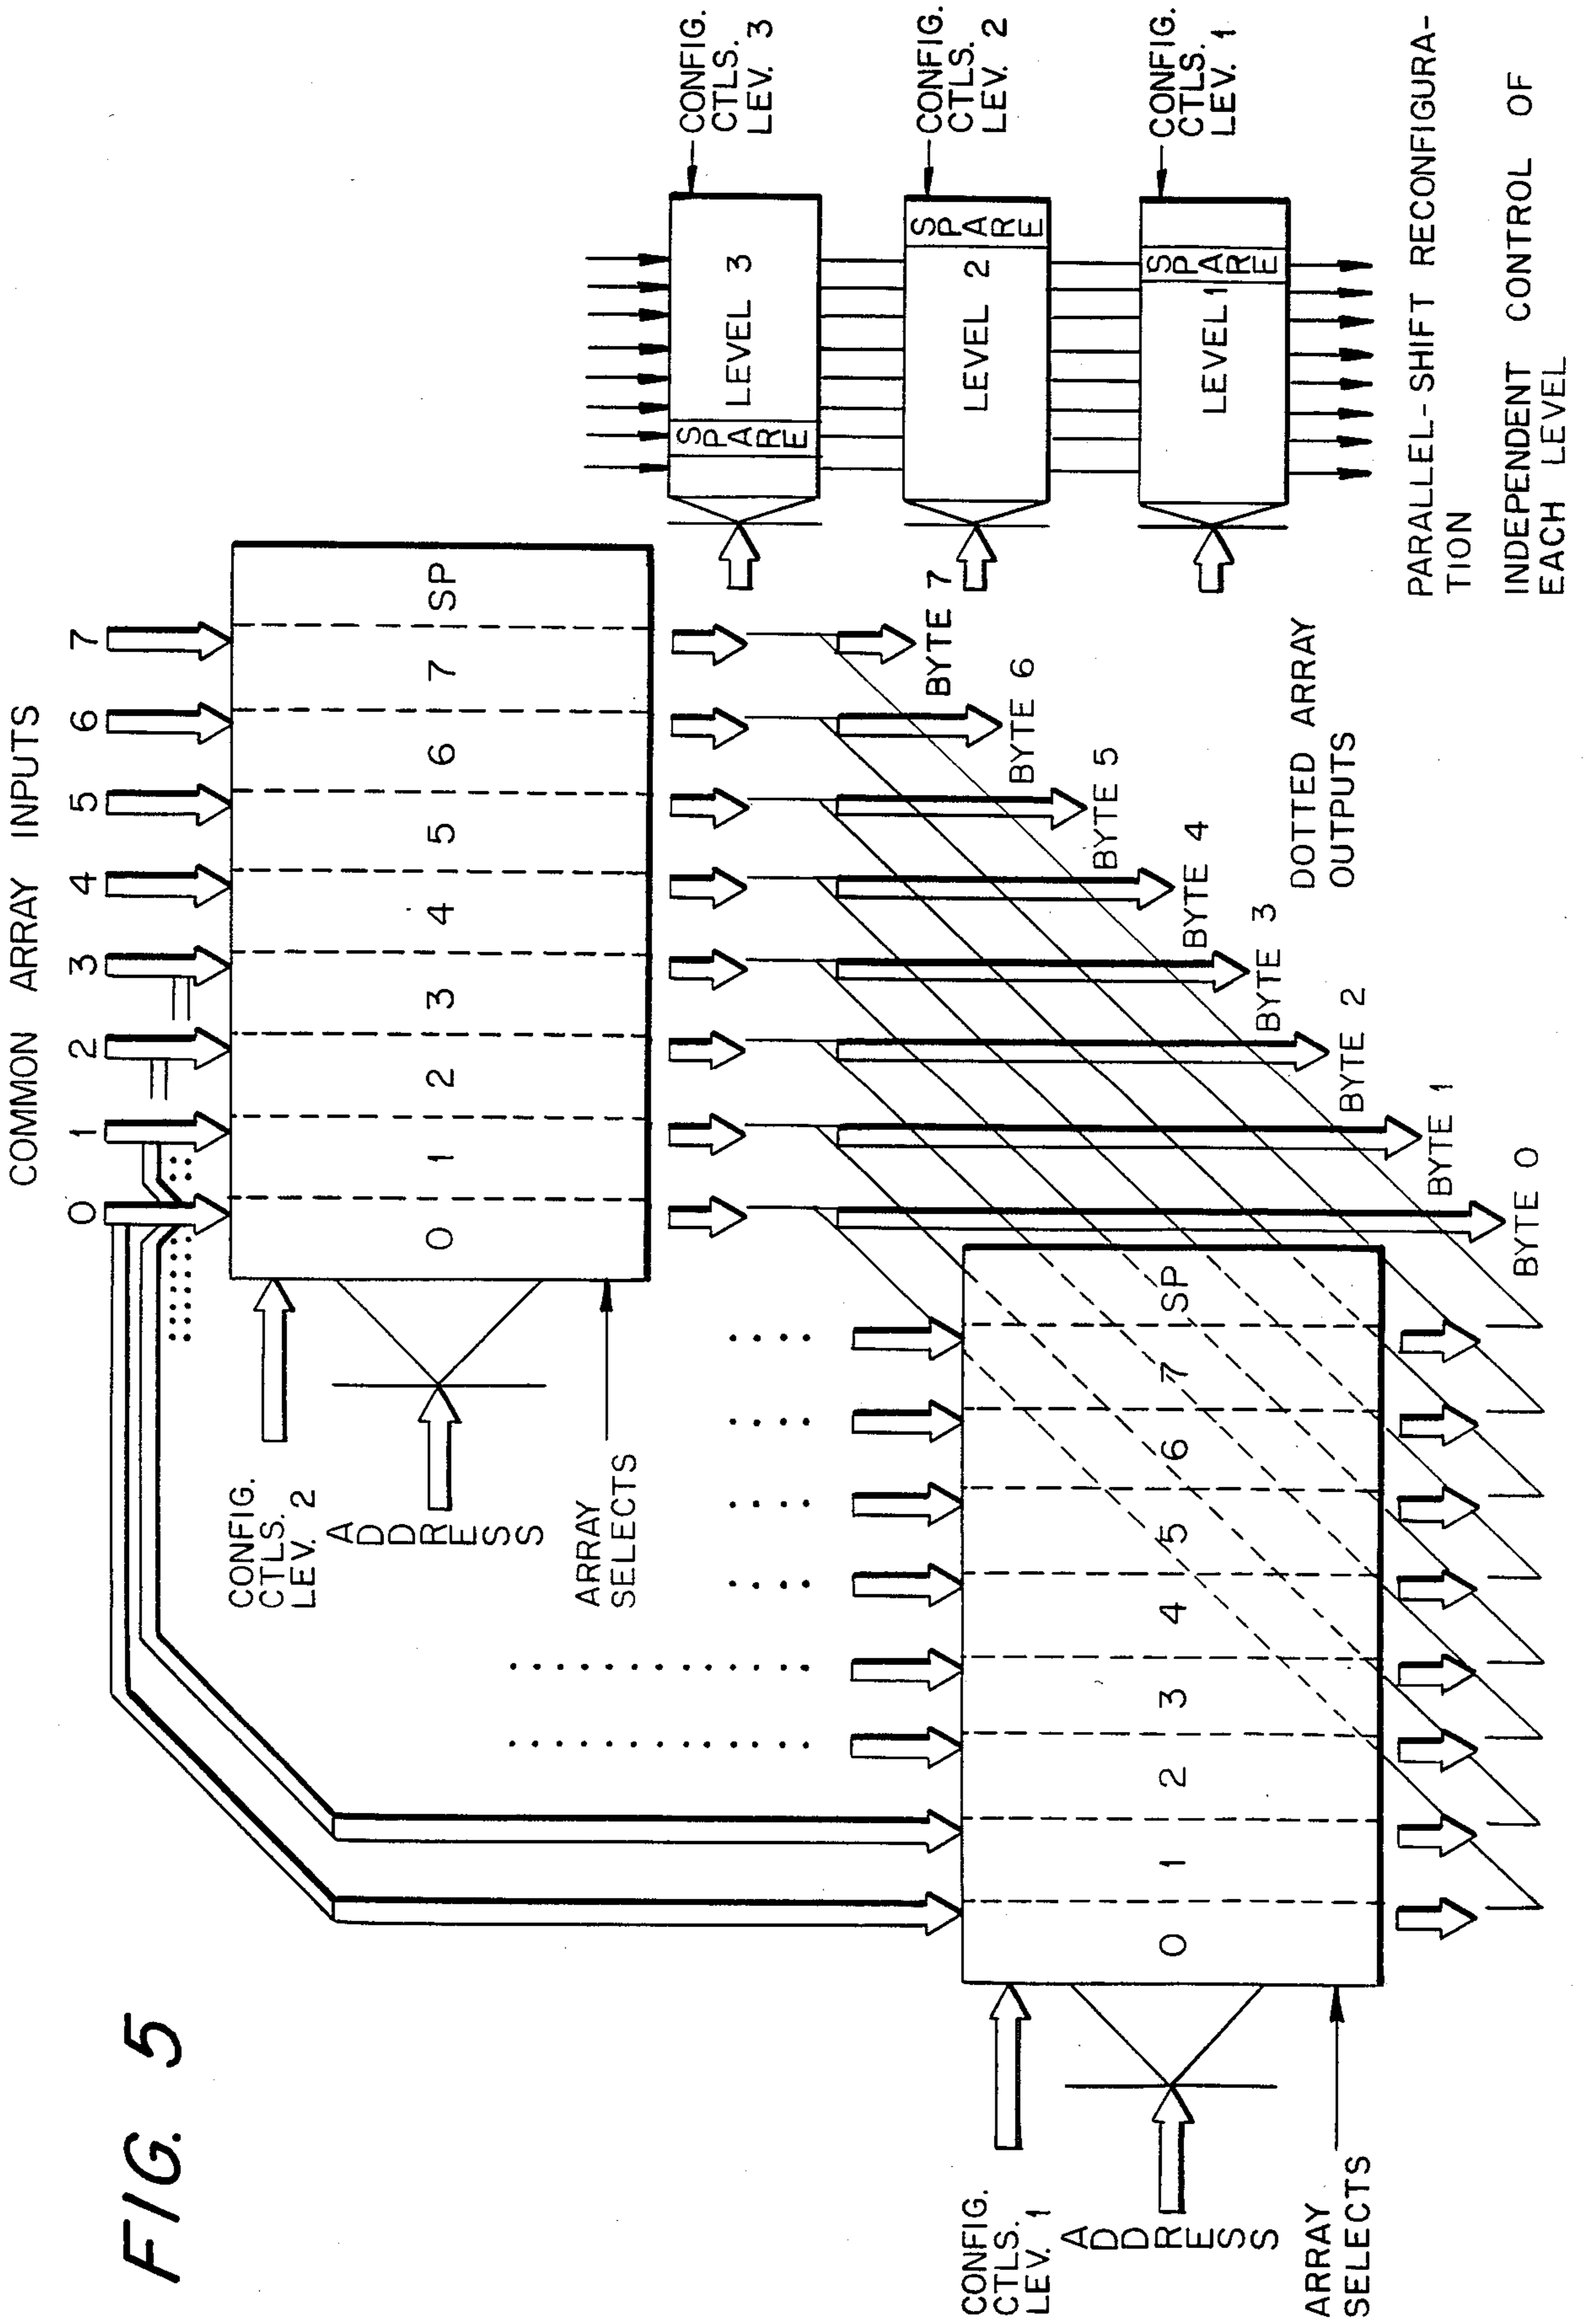 FIG. 5
COMMON ARRAY INPUTS
0 1 2 3 4 5 6 7
CONFIG.
CTLS.
LEV. 2
ADDRESS
ARRAY
SELECTS
0 1 2 3 4 5 6 7 SP
CONFIG.
CTLS.
LEV. 1
ADDRESS
ARRAY
SELECTS
0 1 2 3 4 5 6 7 SP
BYTE 7
BYTE 6
BYTE 5
BYTE 4
BYTE 3
BYTE 2
BYTE 1
BYTE 0
DOTTED ARRAY
OUTPUTS
SPARE
LEVEL 3
CONFIG.
CTLS.
LEV. 3
LEVEL 2
SPARE
CONFIG.
CTLS.
LEV. 2
LEVEL 1
SPARE
CONFIG.
CTLS.
LEV. 1
PARALLEL-SHIFT RECONFIGURA-
TION
INDEPENDENT CONTROL OF
EACH LEVEL